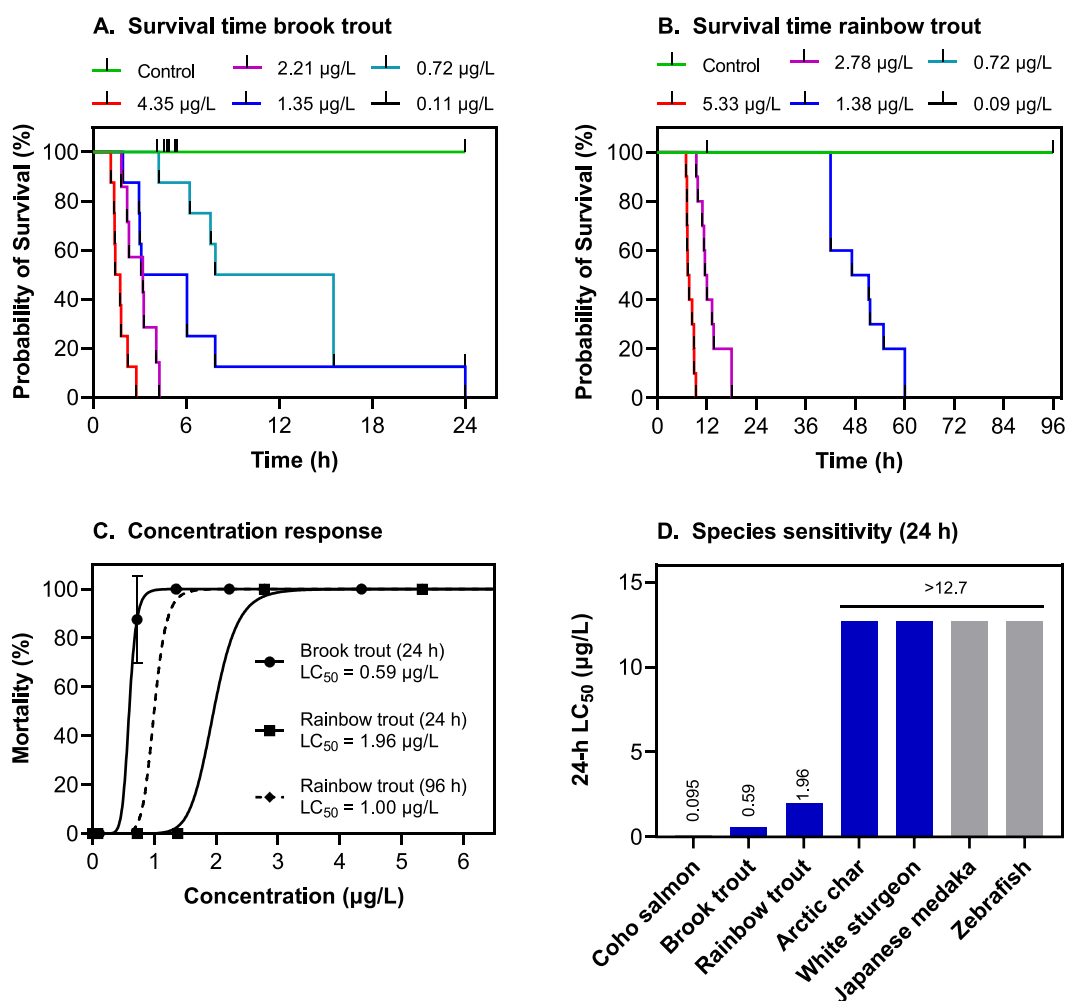 A. Survival time brook trout
Control
2.21 µg/L
0.72 µg/L
4.35 µg/L
1.35 µg/L
0.11 µg/L
Probability of Survival (%)
100
80
60
40
20
0
0
6
12
18
24
Time (h)
B. Survival time rainbow trout
Control
2.78 µg/L
0.72 µg/L
5.33 µg/L
1.38 µg/L
0.09 µg/L
Probability of Survival (%)
100
80
60
40
20
0
0
12
24
36
48
60
72
84
96
Time (h)
C. Concentration response
Mortality (%)
100
80
60
40
20
0
Brook trout (24 h)
LC50 = 0.59 µg/L
Rainbow trout (24 h)
LC50 = 1.96 µg/L
Rainbow trout (96 h)
LC50 = 1.00 µg/L
0
1
2
3
4
5
6
Concentration (µg/L)
D. Species sensitivity (24 h)
24-h LC50 (µg/L)
15
10
5
0
0.095
0.59
1.96
>12.7
Coho salmon
Brook trout
Rainbow trout
Arctic char
White sturgeon
Japanese medaka
Zebrafish